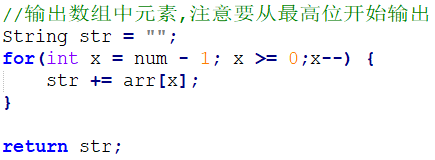 //输出数组中元素,注意要从最高位开始输出
String str = "";
for(int x = num - 1; x >= 0;x--) {
    str += arr[x];
}
return str;